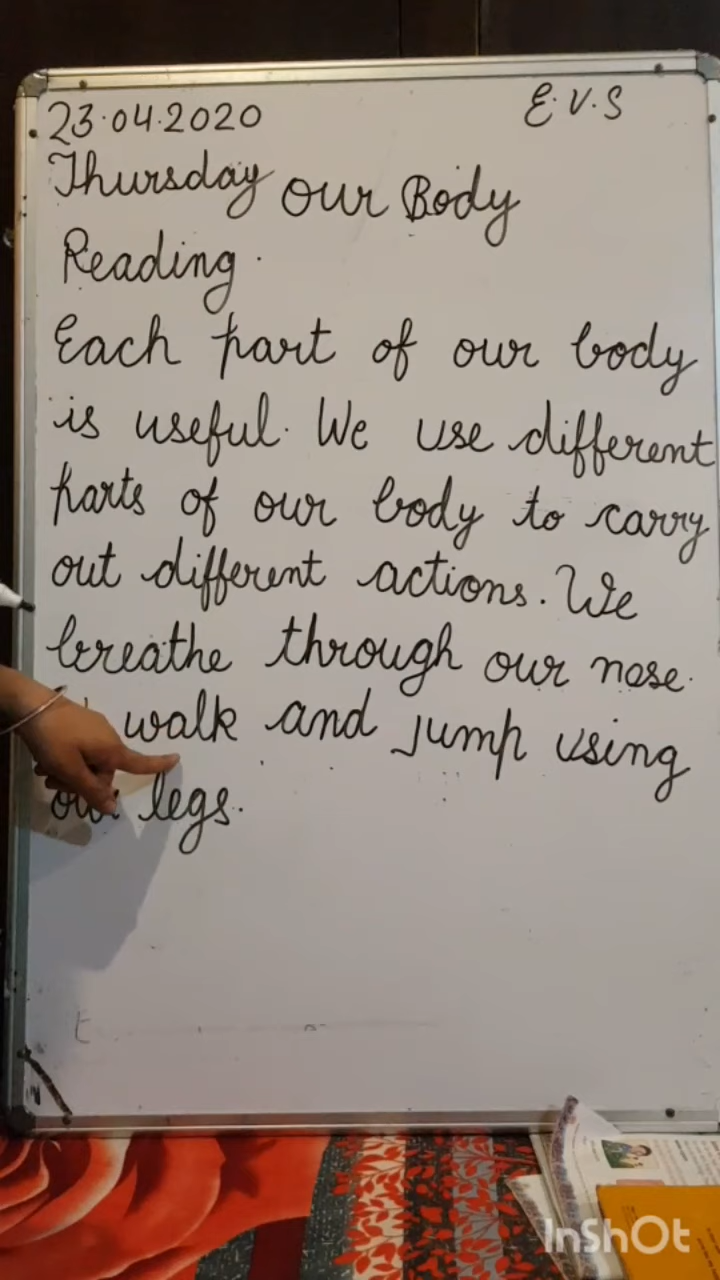 23.04.2020 E.V.S
Thursday Our Body
Reading.
Each part of our body
is useful. We use different
parts of our body to carry
out different actions. We
breathe through our nose.
walk and jump using
our legs.
InShOt